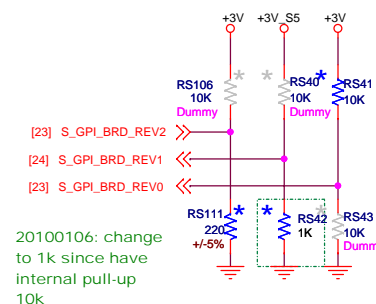 +3V +3V_S5 +3V
*
RS106
10K
Dummy
*
RS40
10K
Dummy
*
RS41
10K
[23] S_GPI_BRD_REV2
[24] S_GPI_BRD_REV1
[23] S_GPI_BRD_REV0
*
RS111
220
+/-5%
*
RS42
1K
*
RS43
10K
Dumm
20100106: change
to 1k since have
internal pull-up
10k